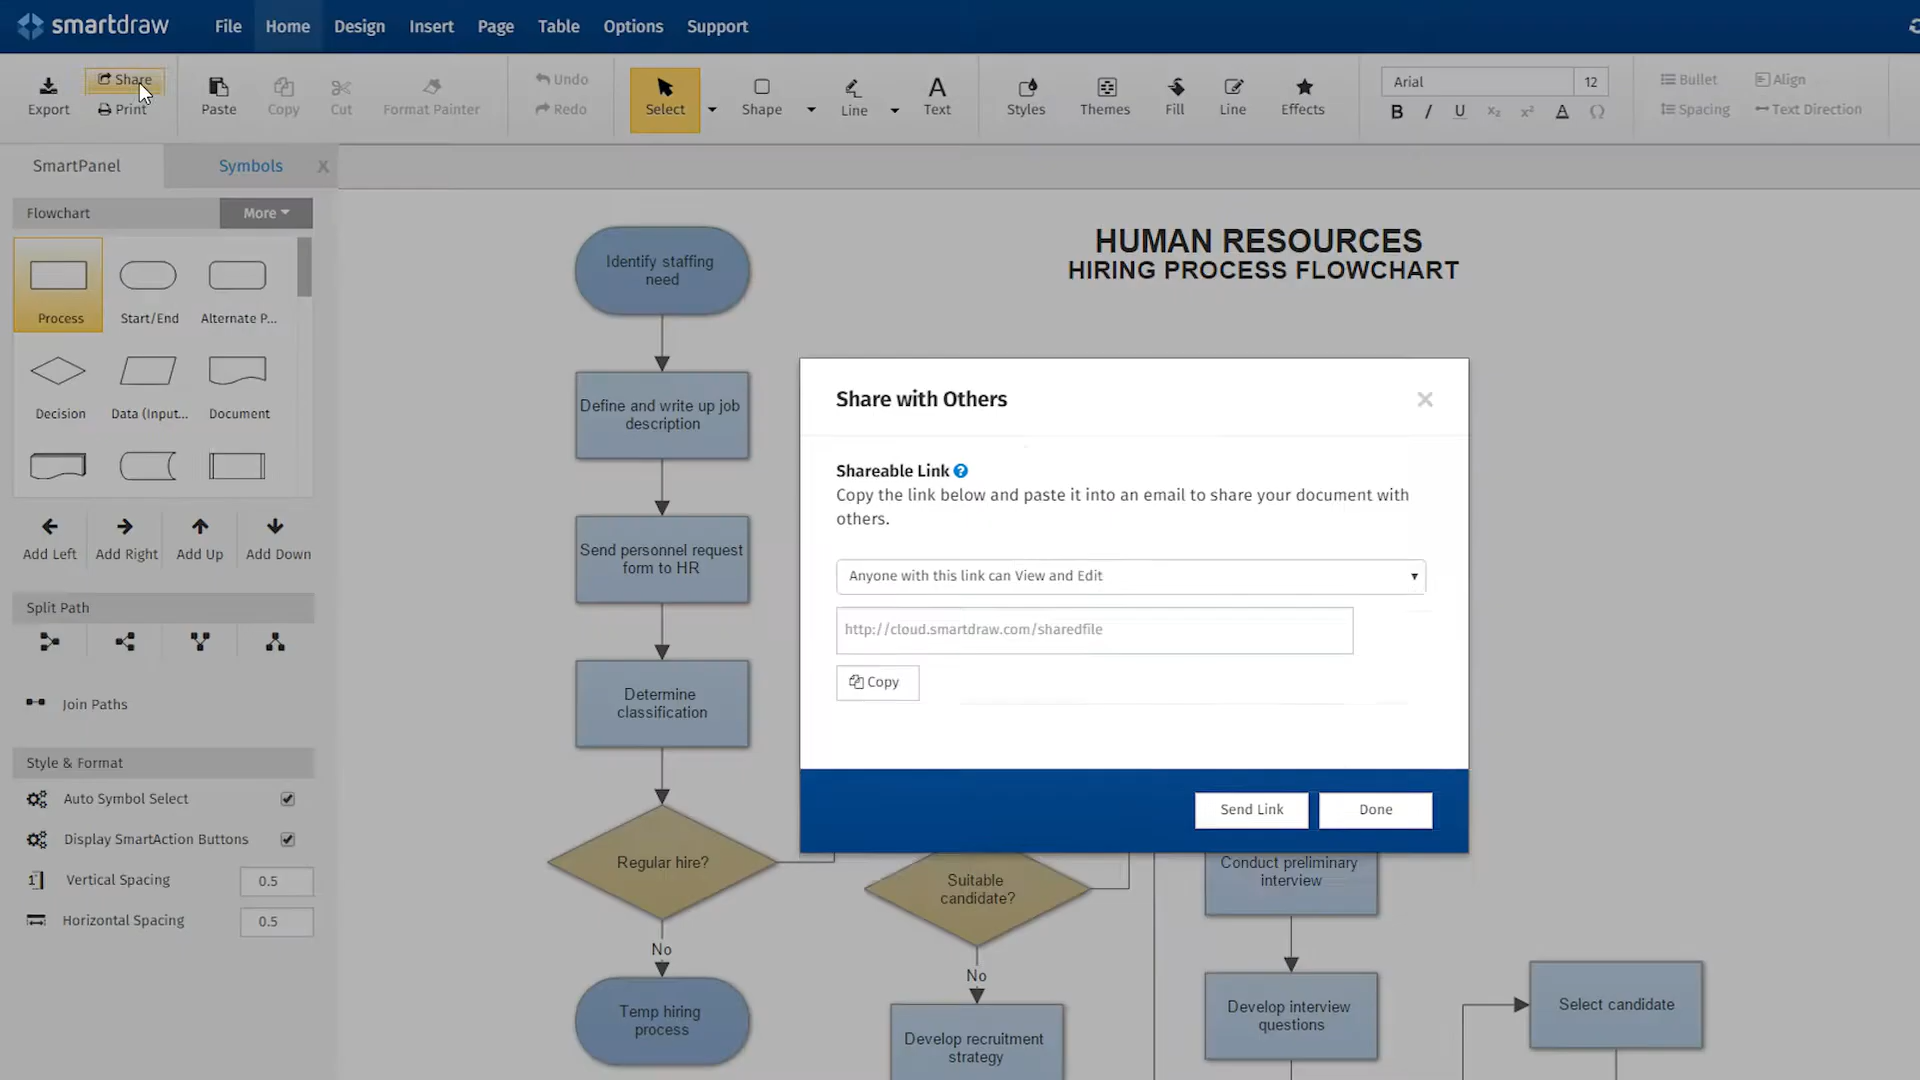 smartdraw
File
Home
Design
Insert
Page
Table
Options
Support
Export
Share
Print
Paste
Copy
Cut
Format Painter
Undo
Redo
Select
Shape
Line
Text
Styles
Themes
Fill
Line
Effects
Arial
12
B I U x₂ x² A Ω
Bullet
Align
Spacing
Text Direction
SmartPanel
Symbols
X
Flowchart
More
Process
Start/End
Alternate P...
Decision
Data (Input...
Document
Add Left
Add Right
Add Up
Add Down
Split Path
Join Paths
Style & Format
Auto Symbol Select
Display SmartAction Buttons
Vertical Spacing
0.5
Horizontal Spacing
0.5
HUMAN RESOURCES
HIRING PROCESS FLOWCHART
Identify staffing
need
Define and write up job
description
Send personnel request
form to HR
Determine
classification
Regular hire?
No
Temp hiring
process
Share with Others
Shareable Link ?
Copy the link below and paste it into an email to share your document with
others.
Anyone with this link can View and Edit
http://cloud.smartdraw.com/sharedfile
Copy
Send Link
Done
Suitable
candidate?
No
Develop recruitment
strategy
Conduct preliminary
interview
Develop interview
questions
Select candidate